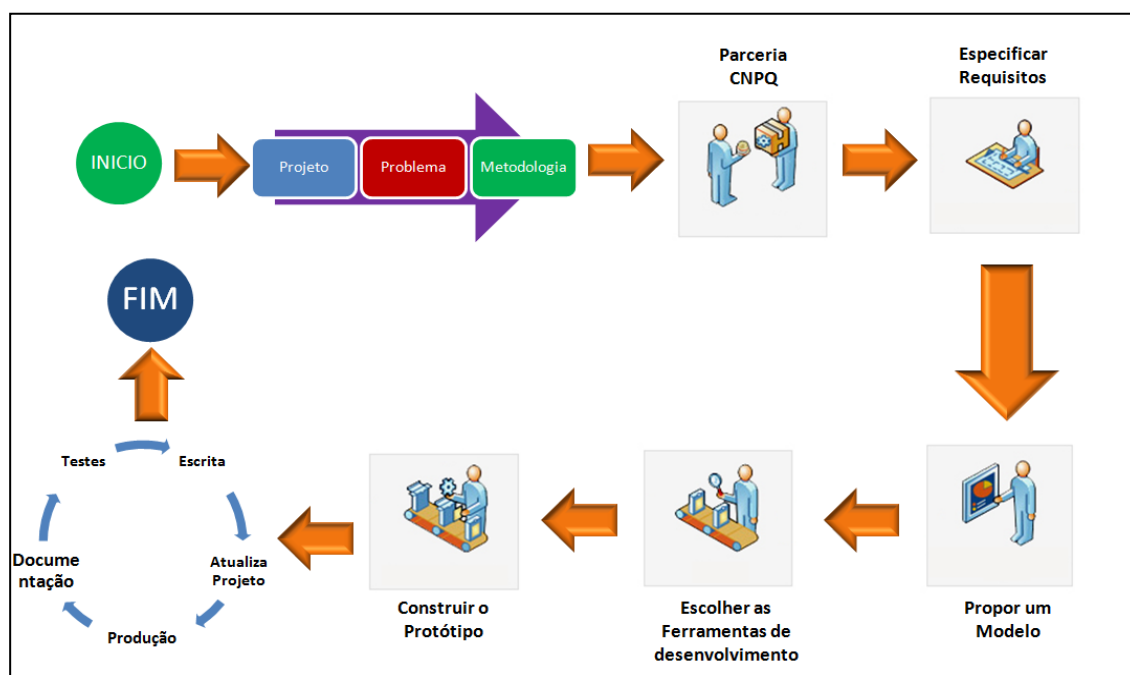 INICIO
Projeto
Problema
Metodologia
Parceria
CNPQ
Especificar
Requisitos
Propor um
Modelo
Escolher as
Ferramentas de
desenvolvimento
Construir o
Protótipo
Testes
Escrita
Atualiza
Projeto
Produção
Docume
ntação
FIM